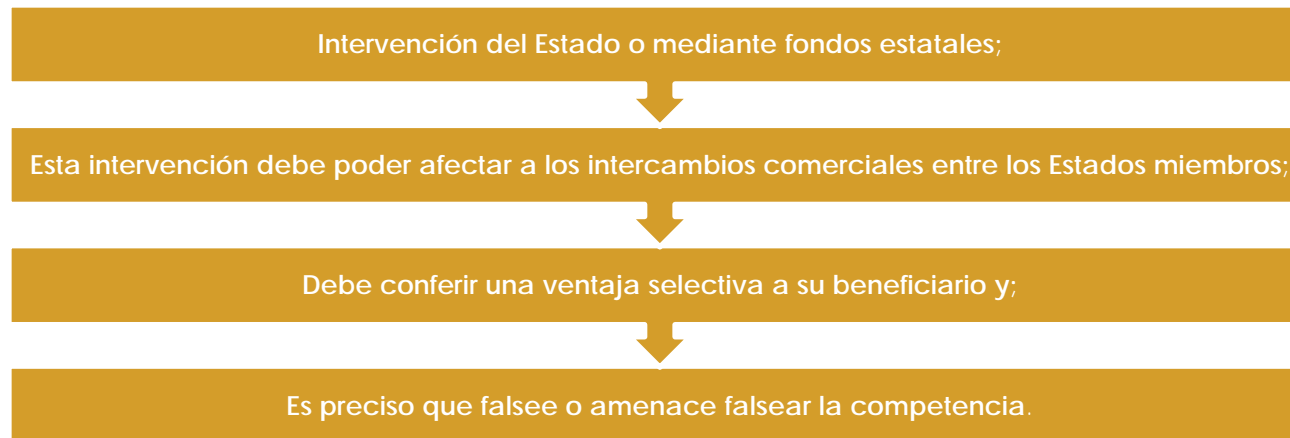 Intervención del Estado o mediante fondos estatales;
Esta intervención debe poder afectar a los intercambios comerciales entre los Estados miembros;
Debe conferir una ventaja selectiva a su beneficiario y;
Es preciso que falsee o amenace falsear la competencia.